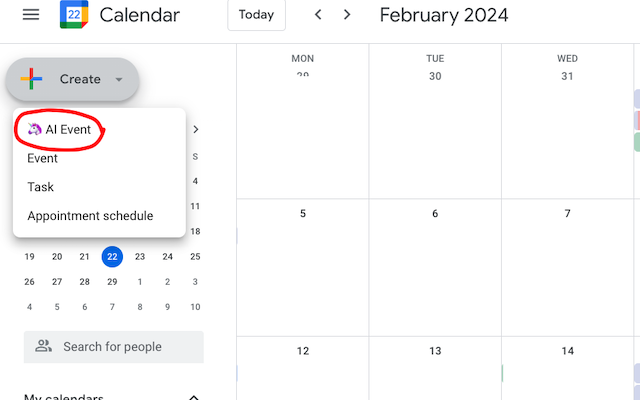 22 Calendar Today February 2024
Create
AI Event
Event
Task
Appointment schedule
S
4
11
18
19 20 21 22 23 24 25
26 27 28 29 1 2 3
4 5 6 7 8 9 10
Search for people
My calendars
MON TUE WED
29 30 31
5 6 7
12 13 14